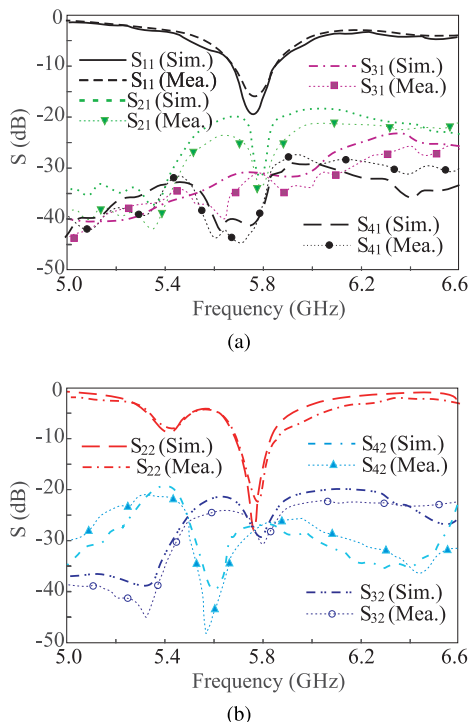 0
-10
-20
-30
-40
-50
S (dB)
S11 (Sim.)
S11 (Mea.)
S21 (Sim.)
S21 (Mea.)
S31 (Sim.)
S31 (Mea.)
S41 (Sim.)
S41 (Mea.)
5.0 5.4 5.8 6.2 6.6
Frequency (GHz)
(a)
0
-10
-20
-30
-40
-50
S (dB)
S22 (Sim.)
S22 (Mea.)
S42 (Sim.)
S42 (Mea.)
S32 (Sim.)
S32 (Mea.)
5.0 5.4 5.8 6.2 6.6
Frequency (GHz)
(b)